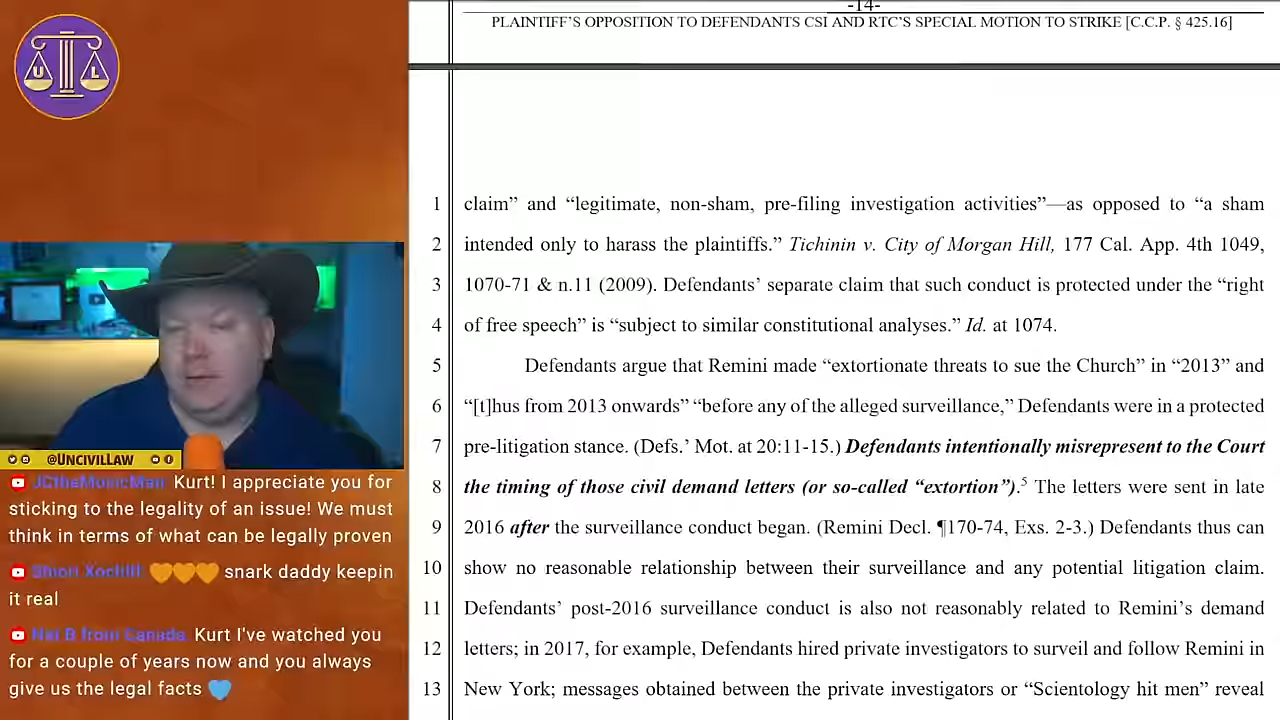 -14-
PLAINTIFF'S OPPOSITION TO DEFENDANTS CSI AND RTC'S SPECIAL MOTION TO STRIKE [C.C.P. § 425.16]
1 claim” and “legitimate, non-sham, pre-filing investigation activities”—as opposed to “a sham
2 intended only to harass the plaintiffs.” Tichinin v. City of Morgan Hill, 177 Cal. App. 4th 1049,
3 1070-71 & n.11 (2009). Defendants’ separate claim that such conduct is protected under the “right
4 of free speech” is “subject to similar constitutional analyses.” Id. at 1074.
5 Defendants argue that Remini made “extortionate threats to sue the Church” in “2013” and
6 “[t]hus from 2013 onwards” “before any of the alleged surveillance,” Defendants were in a protected
7 pre-litigation stance. (Defs.’ Mot. at 20:11-15.) Defendants intentionally misrepresent to the Court
8 the timing of those civil demand letters (or so-called “extortion”).5 The letters were sent in late
9 2016 after the surveillance conduct began. (Remini Decl. ¶170-74, Exs. 2-3.) Defendants thus can
10 show no reasonable relationship between their surveillance and any potential litigation claim.
11 Defendants’ post-2016 surveillance conduct is also not reasonably related to Remini’s demand
12 letters; in 2017, for example, Defendants hired private investigators to surveil and follow Remini in
13 New York; messages obtained between the private investigators or “Scientology hit men” reveal
U L
@UNCIVILLAW
JCtheMusicMan: Kurt! I appreciate you for
sticking to the legality of an issue! We must
think in terms of what can be legally proven
Shiori Xochitl: 🧡🧡🧡 snark daddy keepin
it real
Nat B from Canada: Kurt I've watched you
for a couple of years now and you always
give us the legal facts 🩵